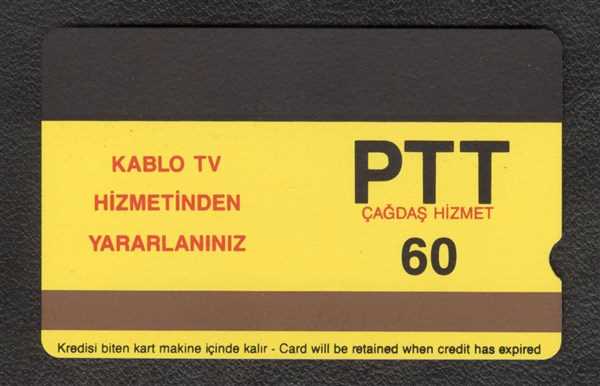 KABLO TV
HİZMETİNDEN
YARARLANINIZ
PTT
ÇAĞDAŞ HİZMET
60
Kredisi biten kart makine içinde kalır - Card will be retained when credit has expired